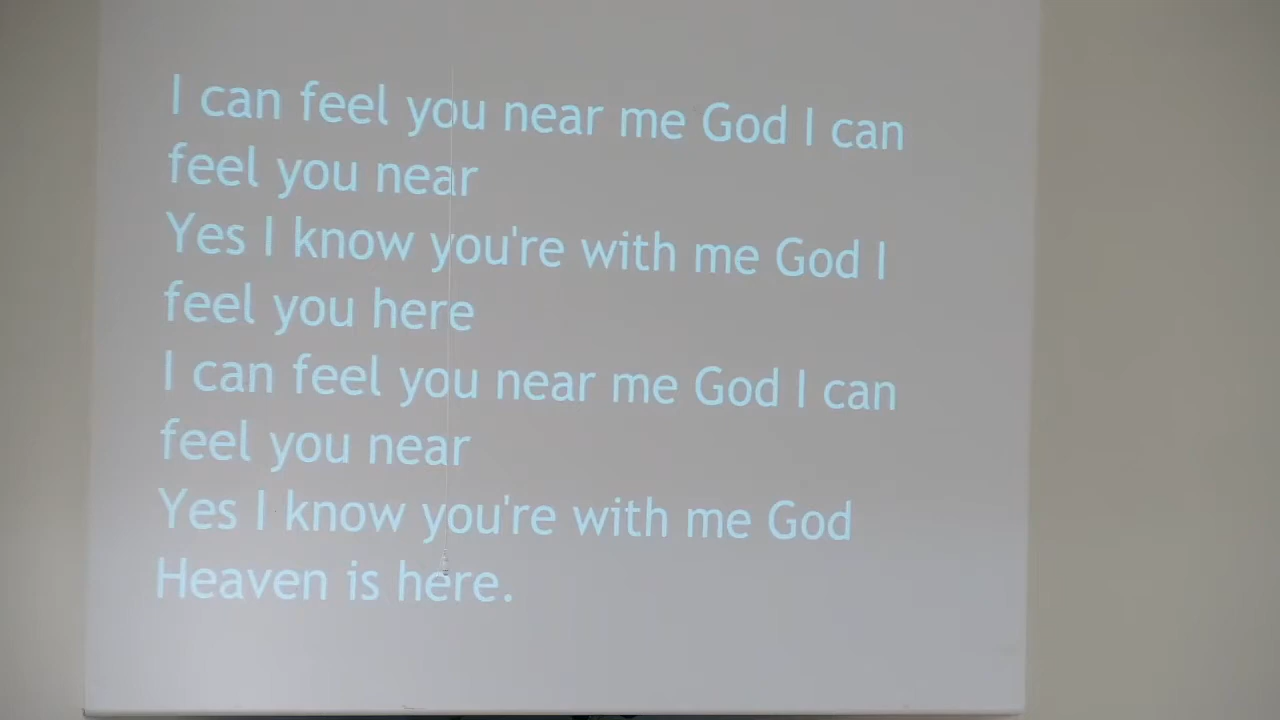 I can feel you near me God I can
feel you near
Yes I know you're with me God I
feel you here
I can feel you near me God I can
feel you near
Yes I know you're with me God
Heaven is here.